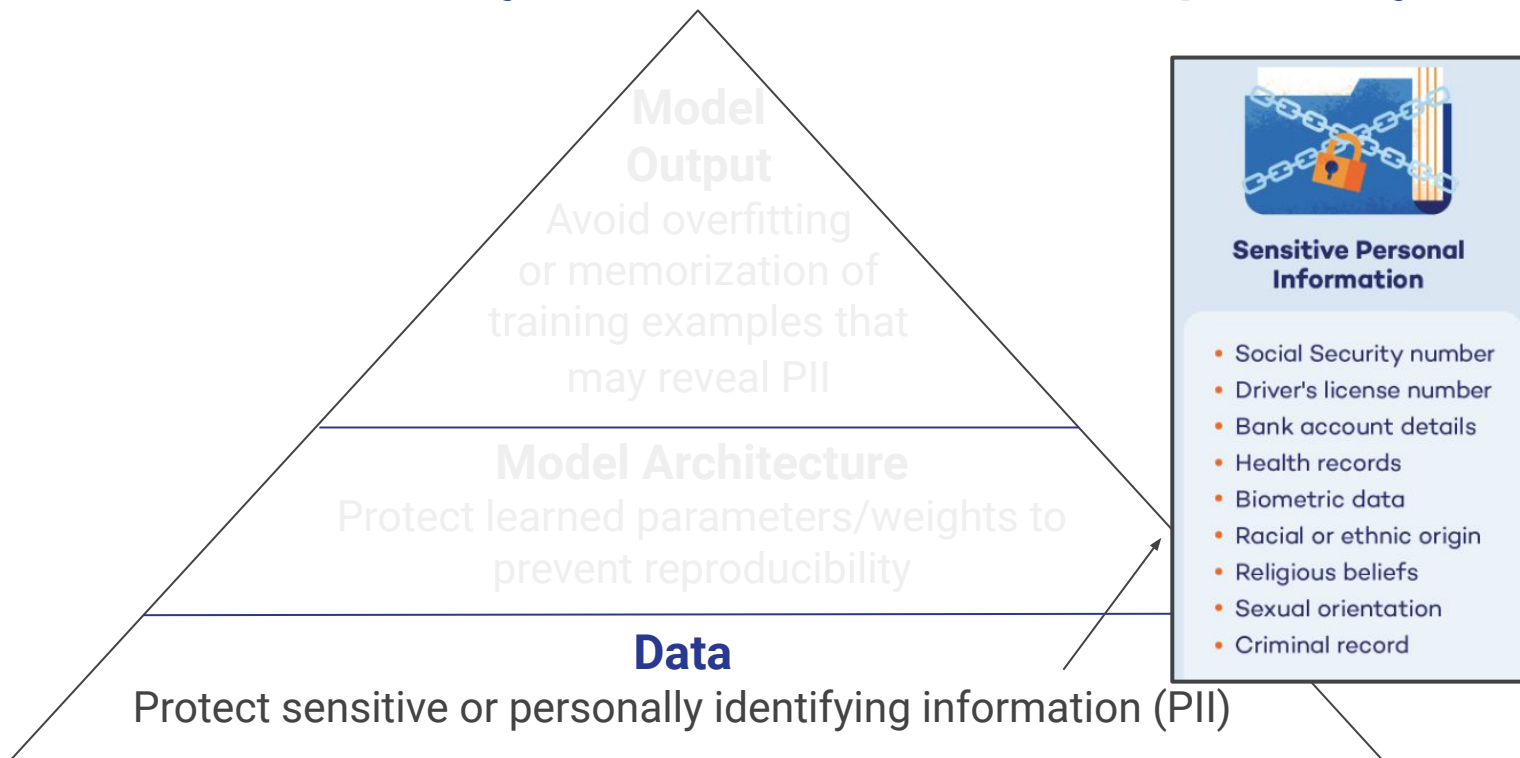 Model
Output
Avoid overfitting
or memorization of
training examples that
may reveal PII
Model Architecture
Protect learned parameters/weights to
prevent reproducibility
Data
Protect sensitive or personally identifying information (PII)
Sensitive Personal
Information
• Social Security number
• Driver's license number
• Bank account details
• Health records
• Biometric data
• Racial or ethnic origin
• Religious beliefs
• Sexual orientation
• Criminal record